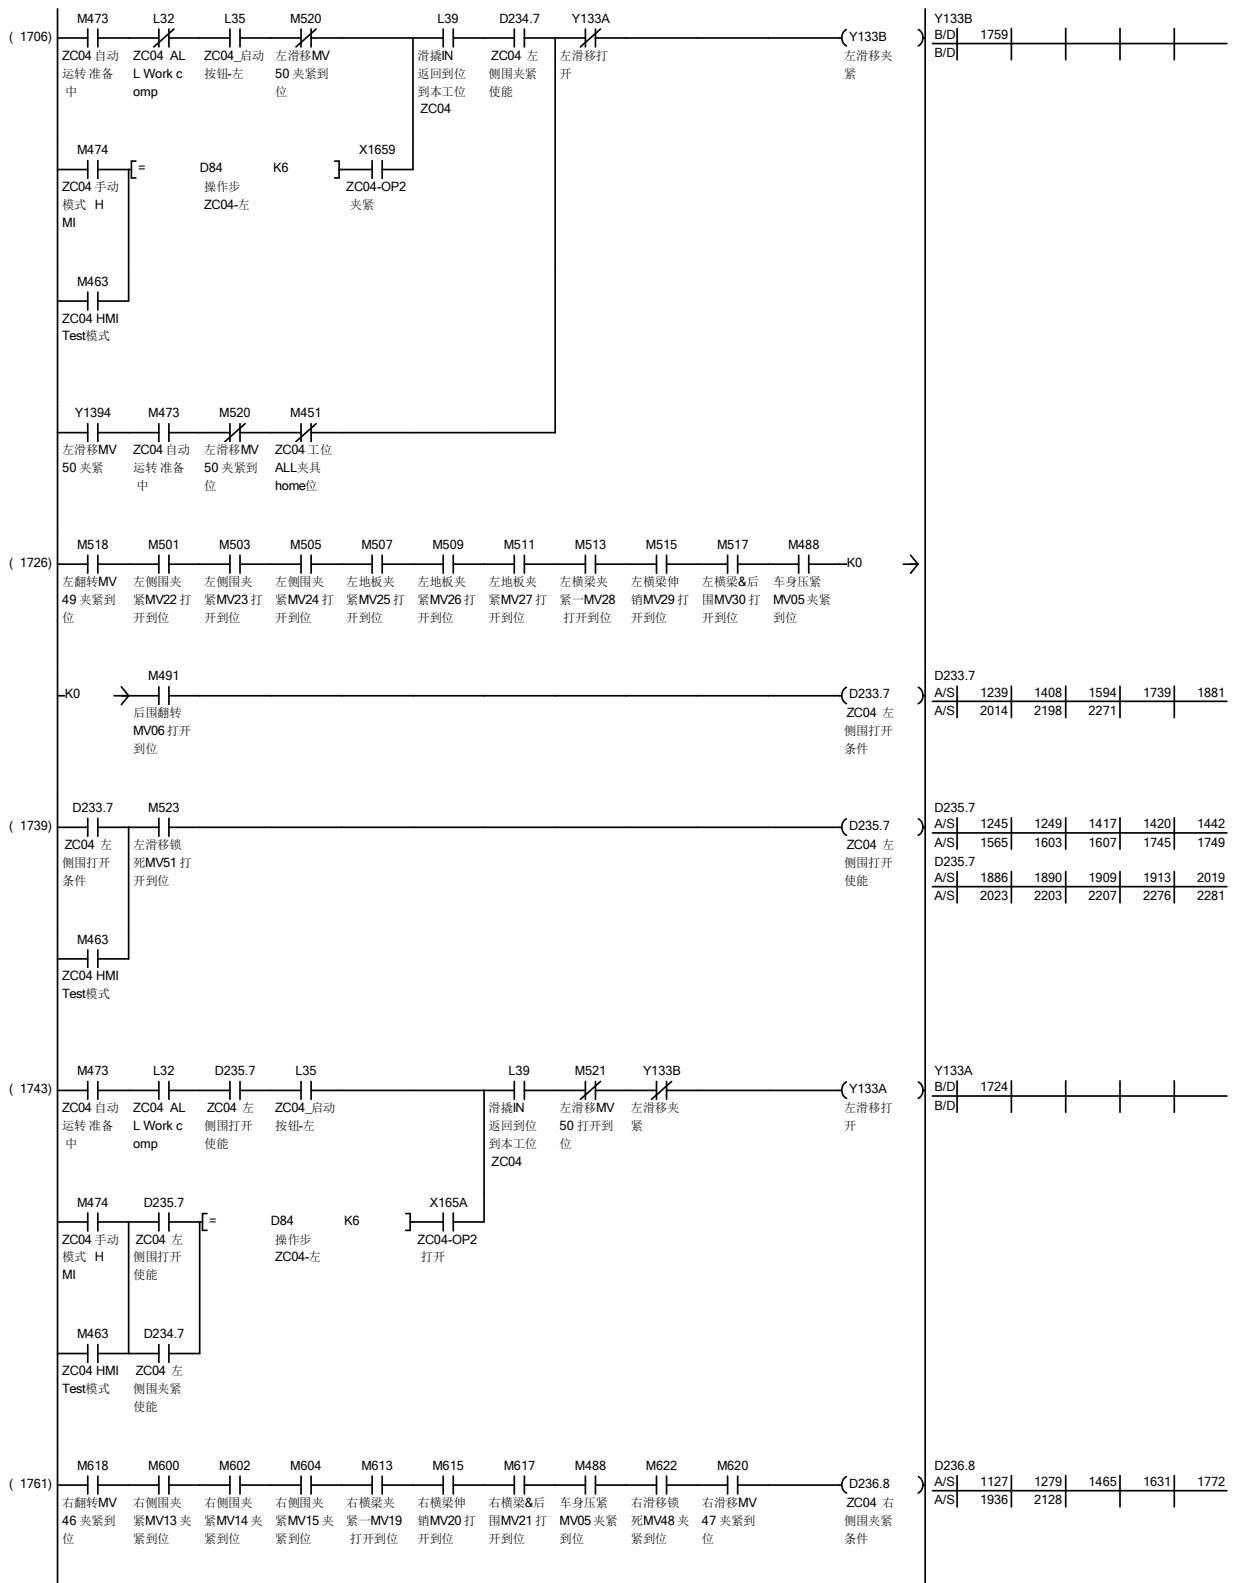 M473 L32 L35 M520 L39 D234.7 Y133A Y133B
( 1706) (Y133B ) B/D 1759
ZC04 自动 ZC04 AL ZC04_启动 左滑移MV 滑撬IN ZC04 左 左滑移打 左滑移夹 B/D
运转 准备 L Work c 按钮-左 50 夹紧到 返回到位 侧围夹紧 开 紧
中 omp 位 到本工位 使能
ZC04
M474 X1659
[= D84 K6 ]
ZC04 手动 操作步 ZC04-OP2
模式 H ZC04-左 夹紧
MI
M463
ZC04 HMI
Test模式
Y1394 M473 M520 M451
左滑移MV ZC04 自动 左滑移MV ZC04 工位
50 夹紧 运转 准备 50 夹紧到 ALL夹具
中 位 home位
M518 M501 M503 M505 M507 M509 M511 M513 M515 M517 M488
( 1726) K0
左翻转MV 左侧围夹 左侧围夹 左侧围夹 左地板夹 左地板夹 左地板夹 左横梁夹 左横梁伸 左横梁&后 车身压紧
49 夹紧到 紧MV22 打 紧MV23 打 紧MV24 打 紧MV25 打 紧MV26 打 紧MV27 打 紧一MV28 销MV29 打 围MV30 打 MV05 夹紧
位 开到位 开到位 开到位 开到位 开到位 开到位 打开到位 开到位 开到位 到位
M491 D233.7
K0 (D233.7 ) A/S 1239 1408 1594 1739 1881
后围翻转 ZC04 左 A/S 2014 2198 2271
MV06 打开 侧围打开
到位 条件
D233.7 M523 D235.7
( 1739) (D235.7 ) A/S 1245 1249 1417 1420 1442
ZC04 左 左滑移锁 ZC04 左 A/S 1565 1603 1607 1745 1749
侧围打开 死MV51 打 侧围打开 D235.7
条件 开到位 使能 A/S 1886 1890 1909 1913 2019
A/S 2023 2203 2207 2276 2281
M463
ZC04 HMI
Test模式
M473 L32 D235.7 L35 L39 M521 Y133B Y133A
( 1743) (Y133A ) B/D 1724
ZC04 自动 ZC04 AL ZC04 左 ZC04_启动 滑撬IN 左滑移MV 左滑移夹 左滑移打 B/D
运转 准备 L Work c 侧围打开 按钮-左 返回到位 50 打开到 紧 开
中 omp 使能 到本工位 位
ZC04
M474 D235.7 X165A
[= D84 K6 ]
ZC04 手动 ZC04 左 操作步 ZC04-OP2
模式 H 侧围打开 ZC04-左 打开
MI 使能
M463 D234.7
ZC04 HMI ZC04 左
Test模式 侧围夹紧
使能
M618 M600 M602 M604 M613 M615 M617 M488 M622 M620 D236.8
( 1761) (D236.8 ) A/S 1127 1279 1465 1631 1772
右翻转MV 右侧围夹 右侧围夹 右侧围夹 右横梁夹 右横梁伸 右横梁&后 车身压紧 右滑移锁 右滑移MV ZC04 右 A/S 1936 2128
46 夹紧到 紧MV13 夹 紧MV14 夹 紧MV15 夹 紧一MV19 销MV20 打 围MV21 打 MV05 夹紧 死MV48 夹 47 夹紧到 侧围夹紧
位 紧到位 紧到位 紧到位 打开到位 开到位 开到位 到位 紧到位 位 条件